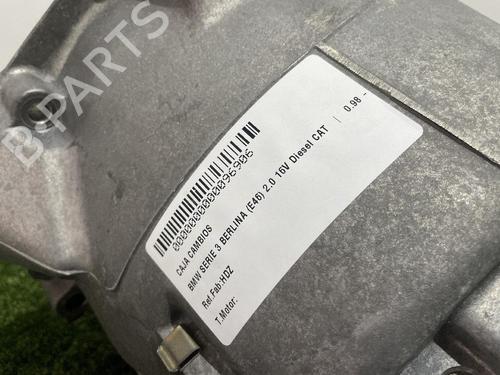 B-PARTS
0000000000096906
CAJA CAMBIOS
BMW SERIE 3 BERLINA (E46) 2.0 16V Diesel CAT | 0.98 -
Ref.Fab:HDZ
T.Motor: